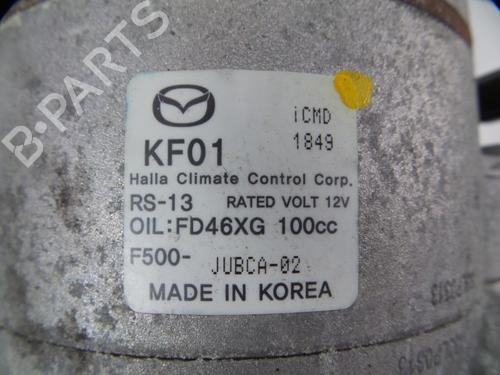 B-PARTS
iCMD
KF01
1849
Halla Climate Control Corp.
RS-13 RATED VOLT 12V
OIL:FD46XG 100cc
F500- JUBCA-02
MADE IN KOREA